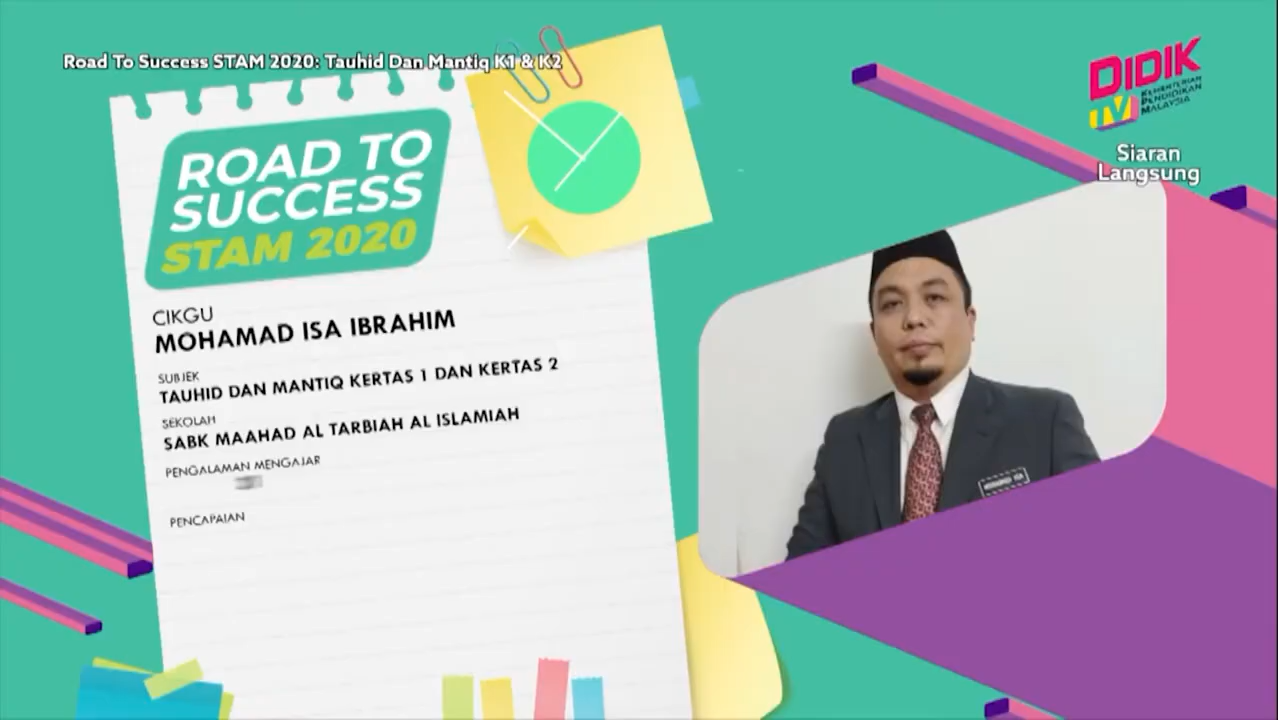 Road To Success STAM 2020: Tauhid Dan Mantiq K1 & K2
DIDIK
TV
KEMENTERIAN
PENDIDIKAN
MALAYSIA
Siaran
Langsung
ROAD TO
SUCCESS
STAM 2020
CIKGU
MOHAMAD ISA IBRAHIM
SUBJEK
TAUHID DAN MANTIQ KERTAS 1 DAN KERTAS 2
SEKOLAH
SABK MAAHAD AL TARBIAH AL ISLAMIAH
PENGALAMAN MENGAJAR
PENCAPAIAN